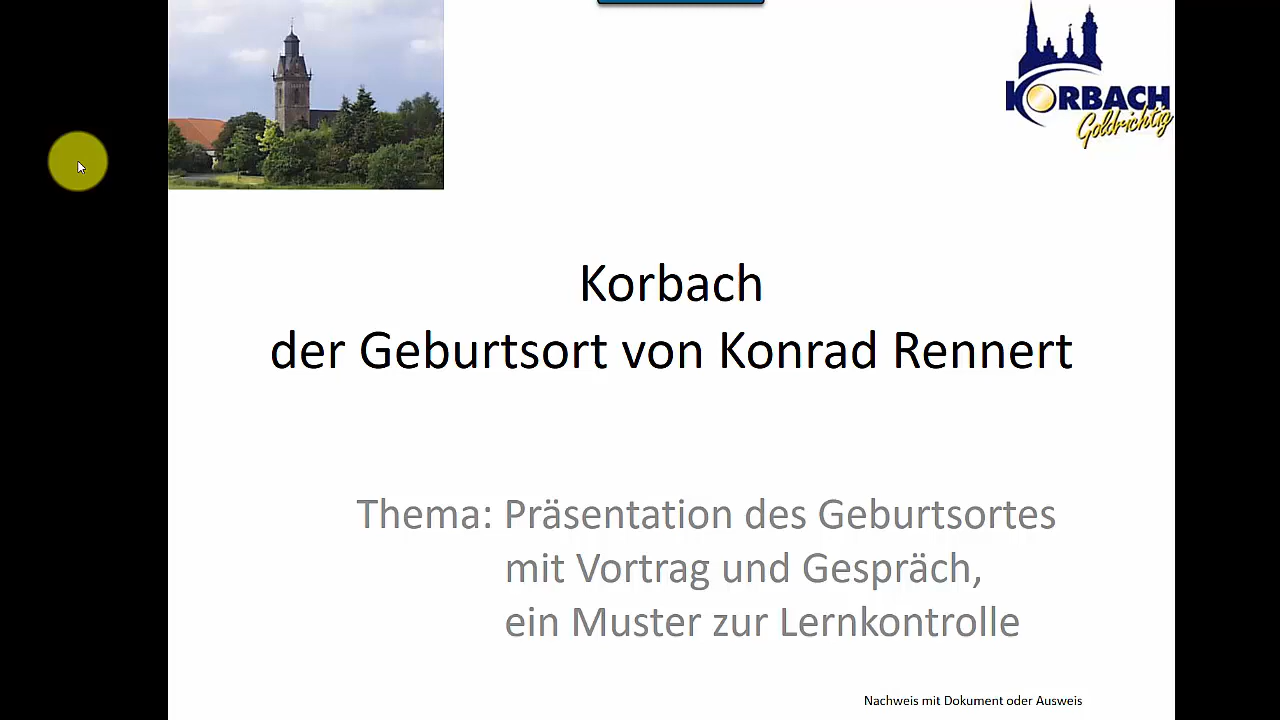 KORBACH
Goldrichtig
Korbach
der Geburtsort von Konrad Rennert
Thema: Präsentation des Geburtsortes
mit Vortrag und Gespräch,
ein Muster zur Lernkontrolle
Nachweis mit Dokument oder Ausweis